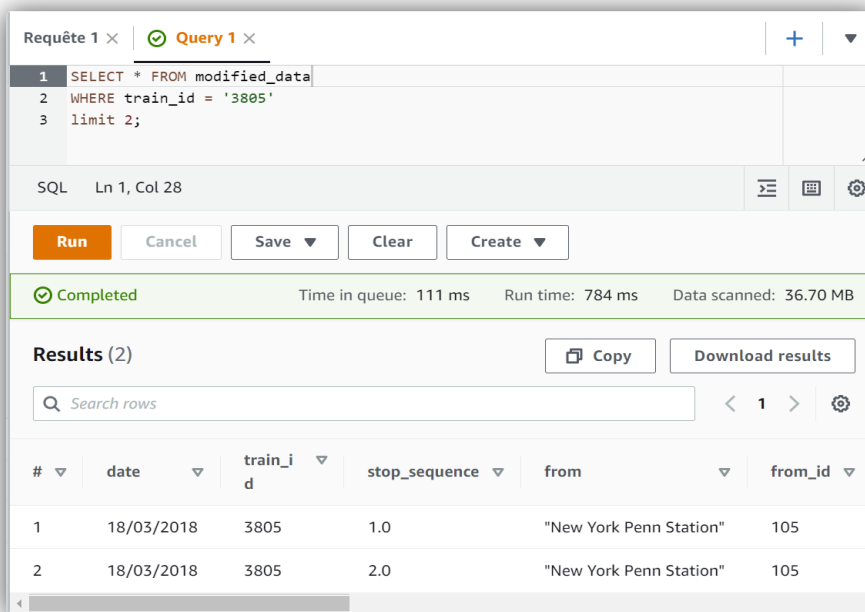 Requête 1 Query 1
1 SELECT * FROM modified_data
2 WHERE train_id = '3805'
3 limit 2;
SQL Ln 1, Col 28
Run Cancel Save Clear Create
Completed Time in queue: 111 ms Run time: 784 ms Data scanned: 36.70 MB
Results (2) Copy Download results
Search rows 1
# date train_i stop_sequence from from_id
d
1 18/03/2018 3805 1.0 "New York Penn Station" 105
2 18/03/2018 3805 2.0 "New York Penn Station" 105